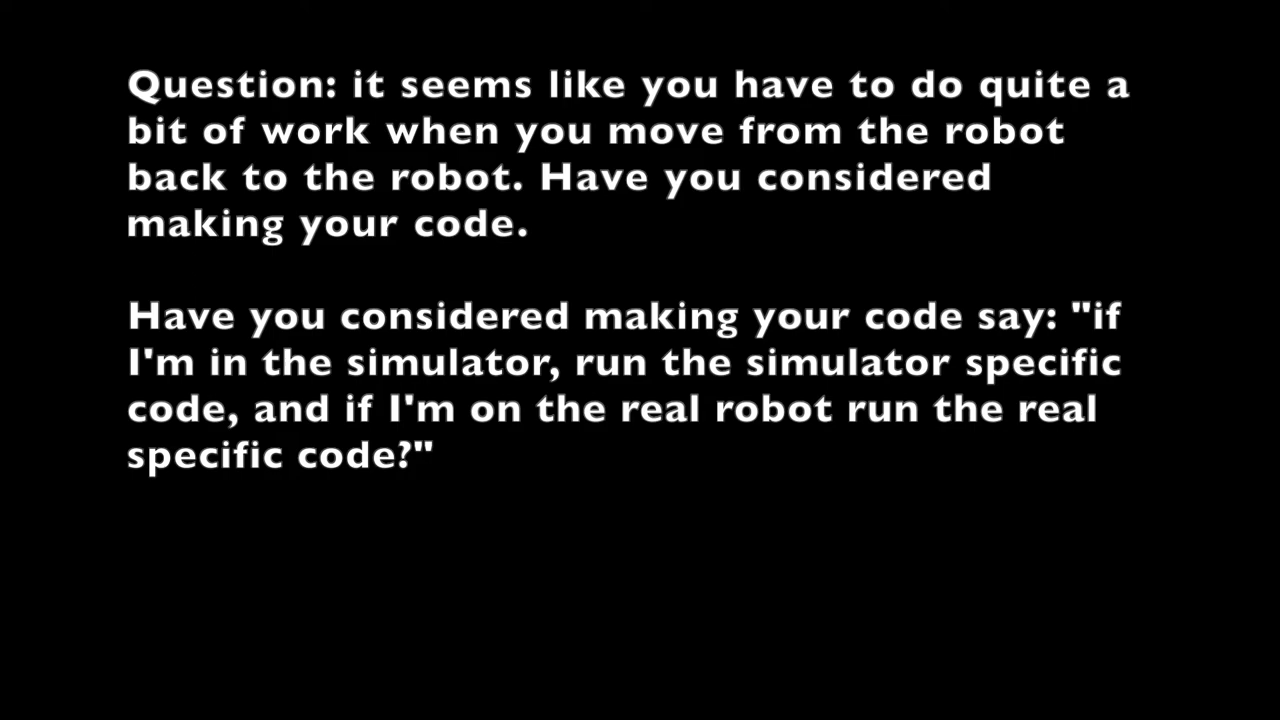 Question: it seems like you have to do quite a
bit of work when you move from the robot
back to the robot. Have you considered
making your code.
Have you considered making your code say: "if
I'm in the simulator, run the simulator specific
code, and if I'm on the real robot run the real
specific code?"